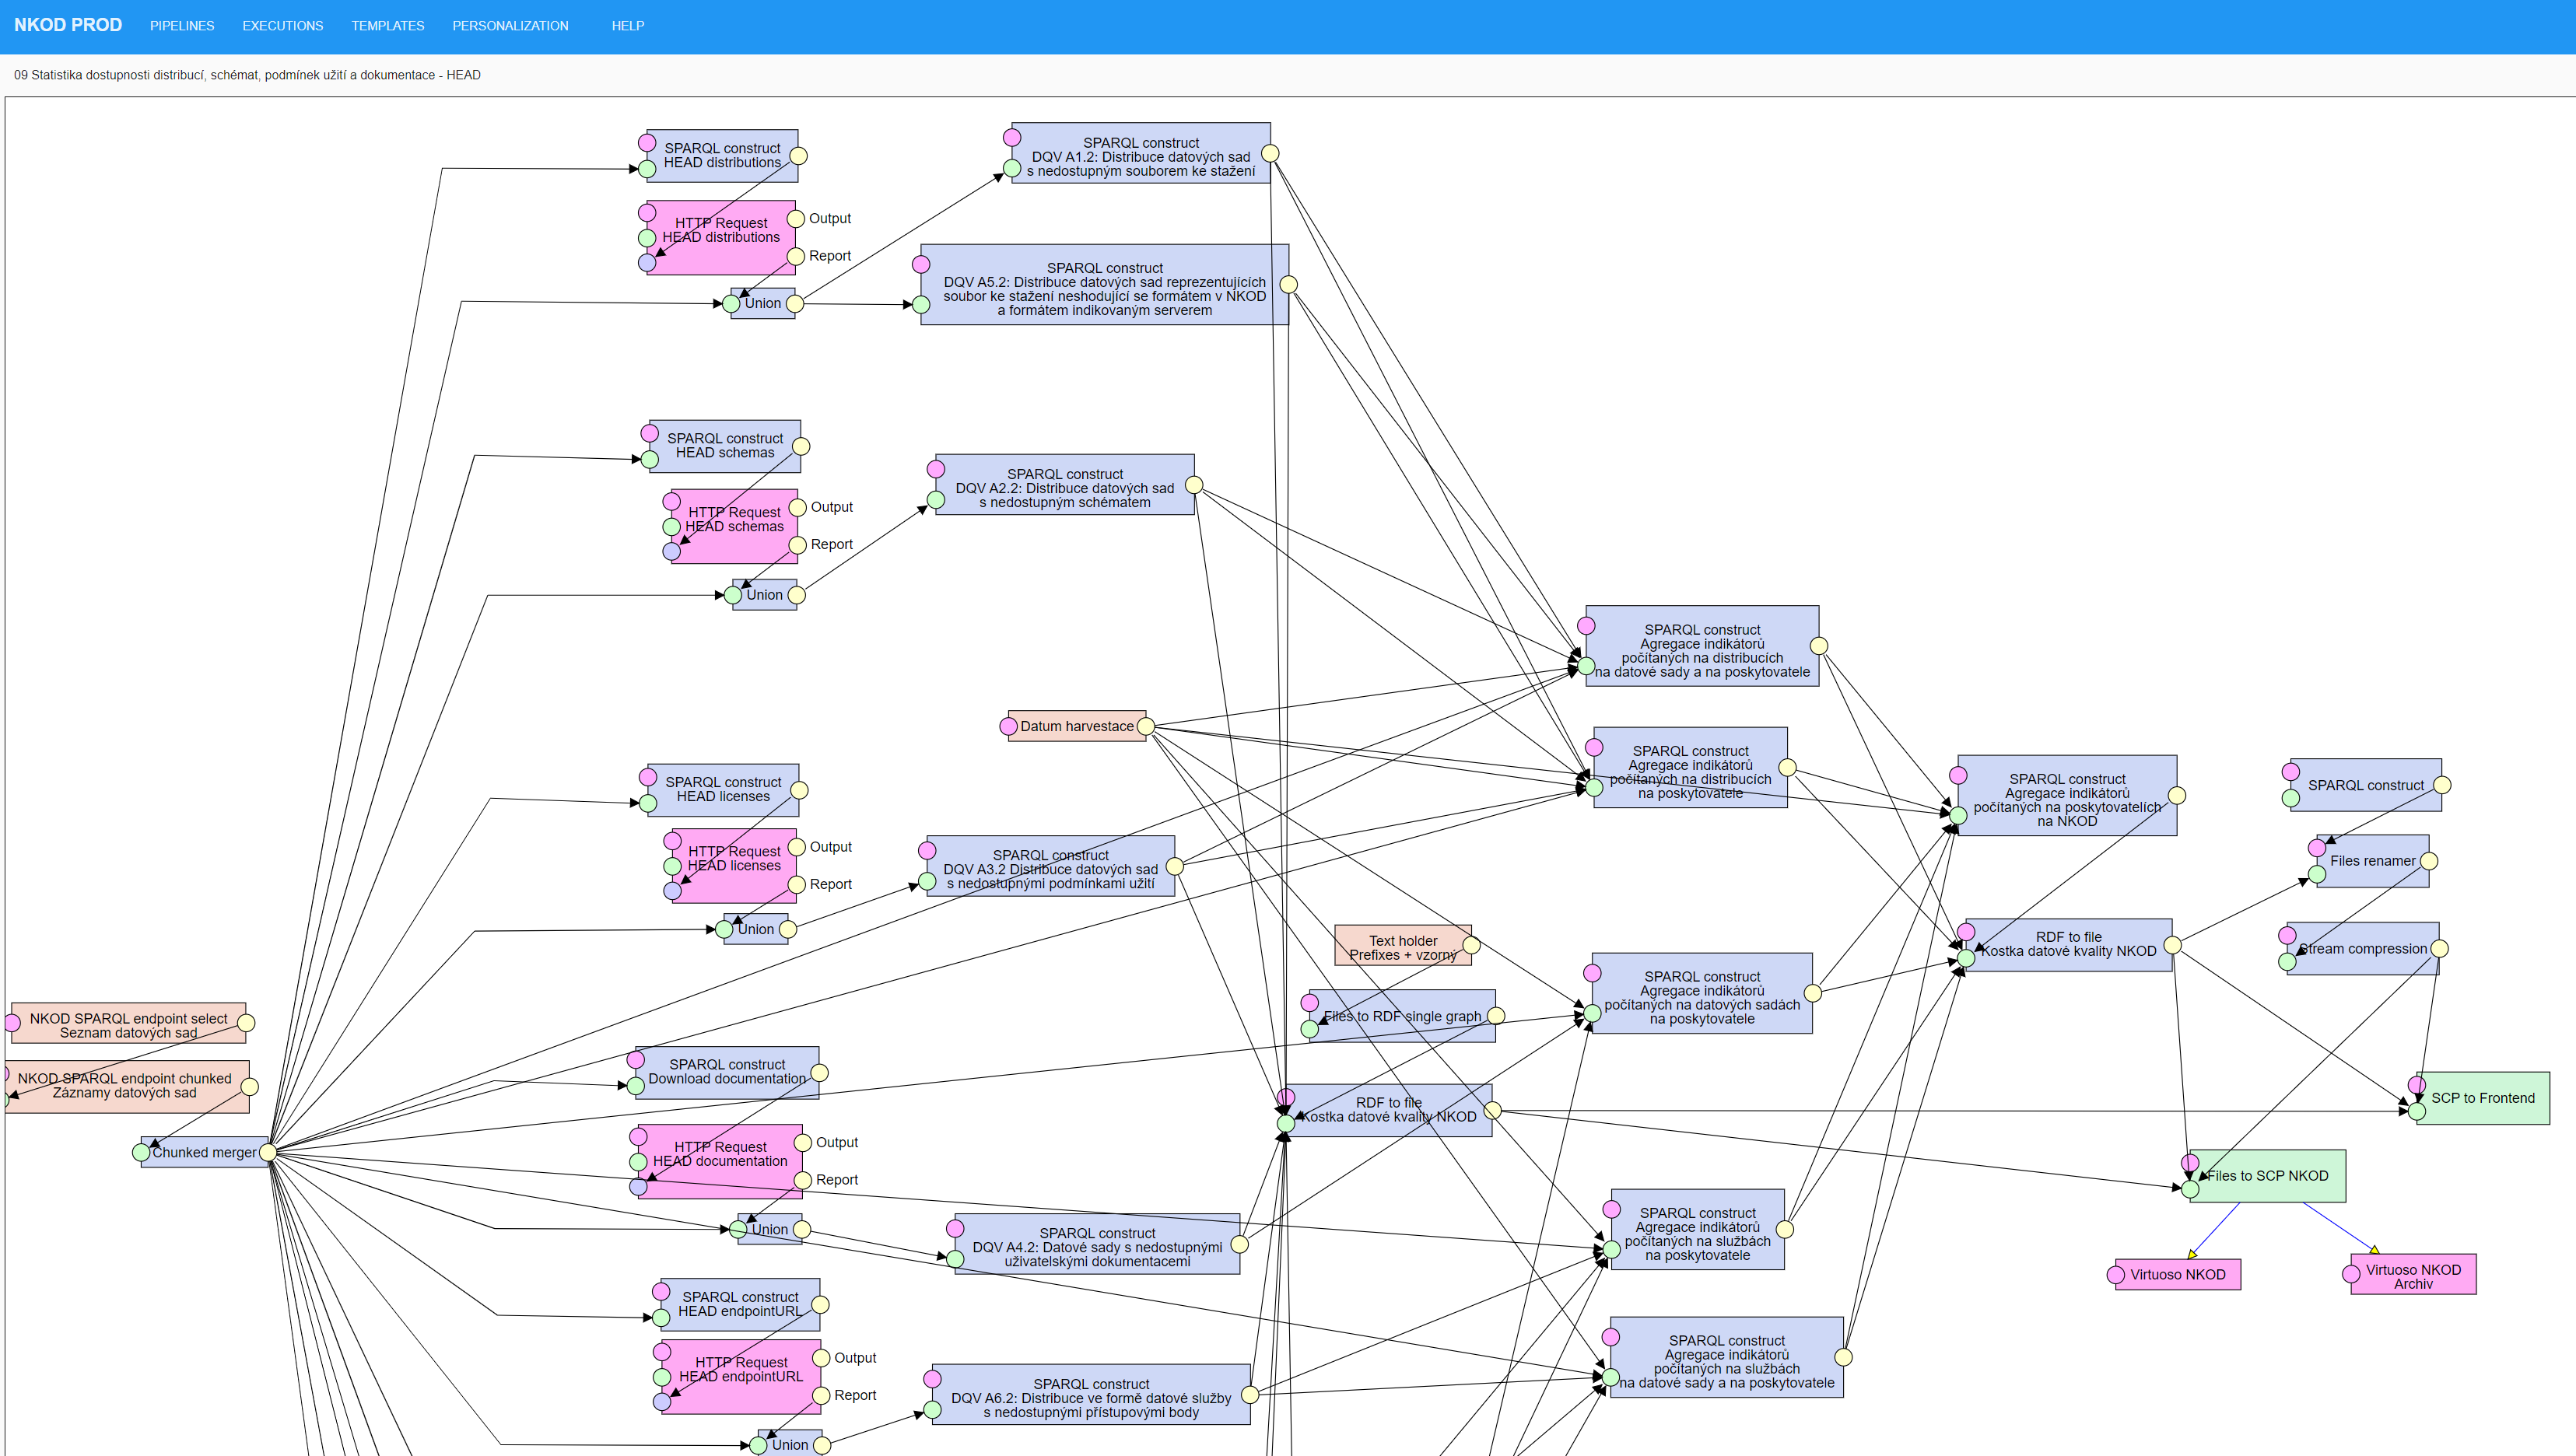 NKOD PROD
PIPELINES
EXECUTIONS
TEMPLATES
PERSONALIZATION
HELP
09 Statistika dostupnosti distribucí, schémat, podmínek užití a dokumentace - HEAD
SPARQL construct
HEAD distributions
HTTP Request
HEAD distributions
Output
Report
Union
SPARQL construct
DQV A1.2: Distribuce datových sad
s nedostupným souborem ke stažení
SPARQL construct
DQV A5.2: Distribuce datových sad reprezentujících
soubor ke stažení neshodující se formátem v NKOD
a formátem indikovaným serverem
SPARQL construct
HEAD schemas
HTTP Request
HEAD schemas
Output
Report
Union
SPARQL construct
DQV A2.2: Distribuce datových sad
s nedostupným schématem
SPARQL construct
Agregace indikátorů
počítaných na distribucích
na datové sady a na poskytovatele
Datum harvestace
SPARQL construct
Agregace indikátorů
počítaných na distribucích
na poskytovatele
SPARQL construct
Agregace indikátorů
počítaných na poskytovatelích
na NKOD
SPARQL construct
Files renamer
Stream compression
SPARQL construct
HEAD licenses
HTTP Request
HEAD licenses
Output
Report
Union
SPARQL construct
DQV A3.2 Distribuce datových sad
s nedostupnými podmínkami užití
Text holder
Prefixes + vzorný
Files to RDF single graph
RDF to file
Kostka datové kvality NKOD
SPARQL construct
Agregace indikátorů
počítaných na datových sadách
na poskytovatele
RDF to file
Kostka datové kvality NKOD
SCP to Frontend
Files to SCP NKOD
Virtuoso NKOD
Virtuoso NKOD
Archiv
NKOD SPARQL endpoint select
Seznam datových sad
NKOD SPARQL endpoint chunked
Záznamy datových sad
Chunked merger
SPARQL construct
Download documentation
HTTP Request
HEAD documentation
Output
Report
Union
SPARQL construct
DQV A4.2: Datové sady s nedostupnými
uživatelskými dokumentacemi
SPARQL construct
Agregace indikátorů
počítaných na službách
na poskytovatele
SPARQL construct
HEAD endpointURL
HTTP Request
HEAD endpointURL
Output
Report
Union
SPARQL construct
DQV A6.2: Distribuce ve formě datové služby
s nedostupnými přístupovými body
SPARQL construct
Agregace indikátorů
počítaných na službách
na datové sady a na poskytovatele